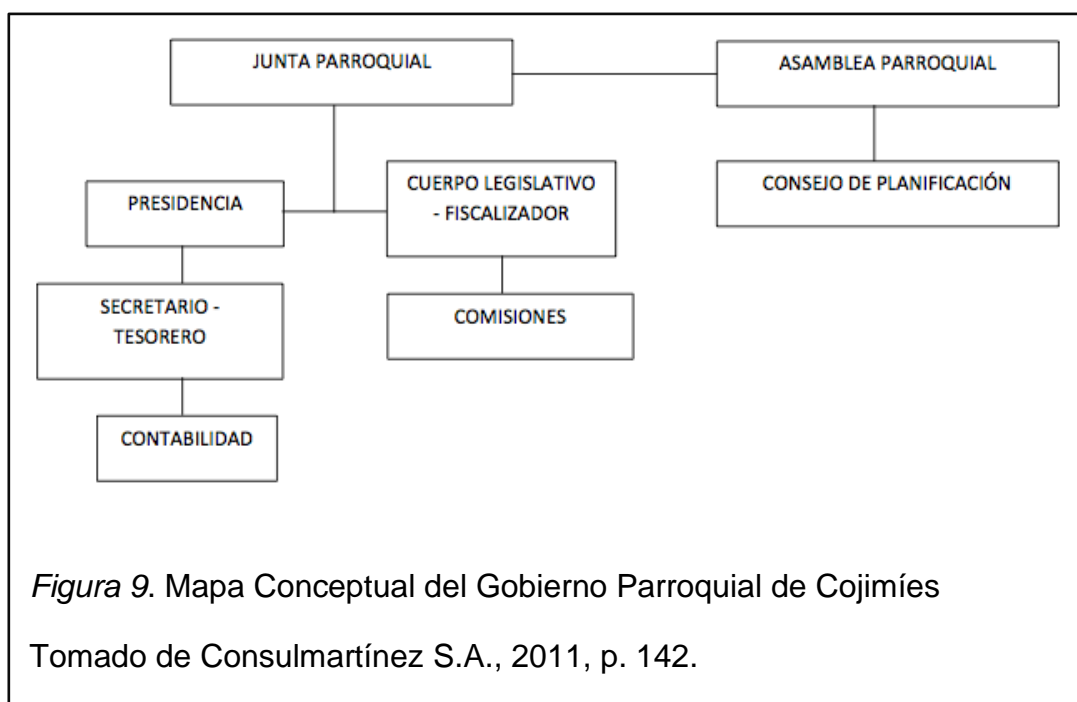 JUNTA PARROQUIAL
ASAMBLEA PARROQUIAL
PRESIDENCIA
CUERPO LEGISLATIVO
- FISCALIZADOR
CONSEJO DE PLANIFICACIÓN
SECRETARIO -
TESORERO
COMISIONES
CONTABILIDAD
Figura 9. Mapa Conceptual del Gobierno Parroquial de Cojimíes
Tomado de Consulmartínez S.A., 2011, p. 142.